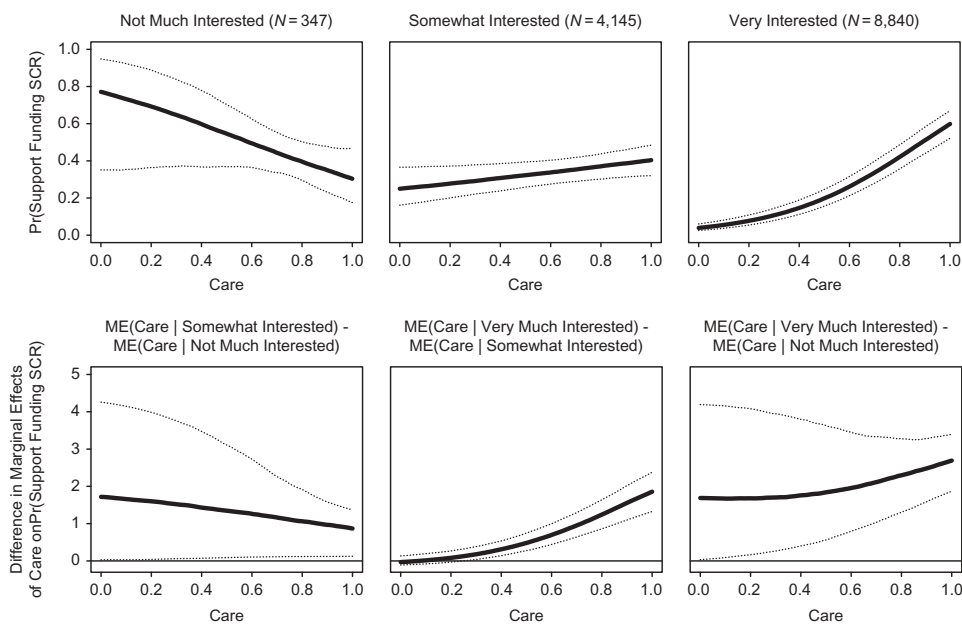 Not Much Interested (N = 347)
Somewhat Interested (N = 4,145)
Very Interested (N = 8,840)
Pr(Support Funding SCR)
1.0
0.8
0.6
0.4
0.2
0.0
0.0 0.2 0.4 0.6 0.8 1.0
0.0 0.2 0.4 0.6 0.8 1.0
0.0 0.2 0.4 0.6 0.8 1.0
Care
Care
Care
ME(Care | Somewhat Interested) -
ME(Care | Not Much Interested)
ME(Care | Very Much Interested) -
ME(Care | Somewhat Interested)
ME(Care | Very Much Interested) -
ME(Care | Not Much Interested)
Difference in Marginal Effects
of Care onPr(Support Funding SCR)
5
4
3
2
1
0
0.0 0.2 0.4 0.6 0.8 1.0
0.0 0.2 0.4 0.6 0.8 1.0
0.0 0.2 0.4 0.6 0.8 1.0
Care
Care
Care